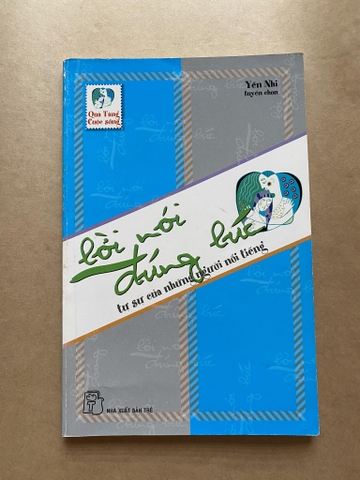 Yên Nhi
tuyển chọn
Quà Tặng
Cuộc sống
lời nói
đúng lúc
tự sự của những người nổi tiếng
NHÀ XUẤT BẢN TRẺ